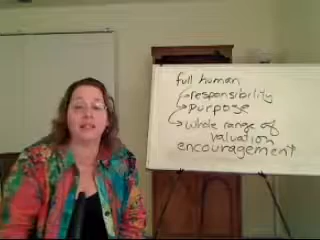 full human
responsibility
purpose
whole range of
valuation
encouragement